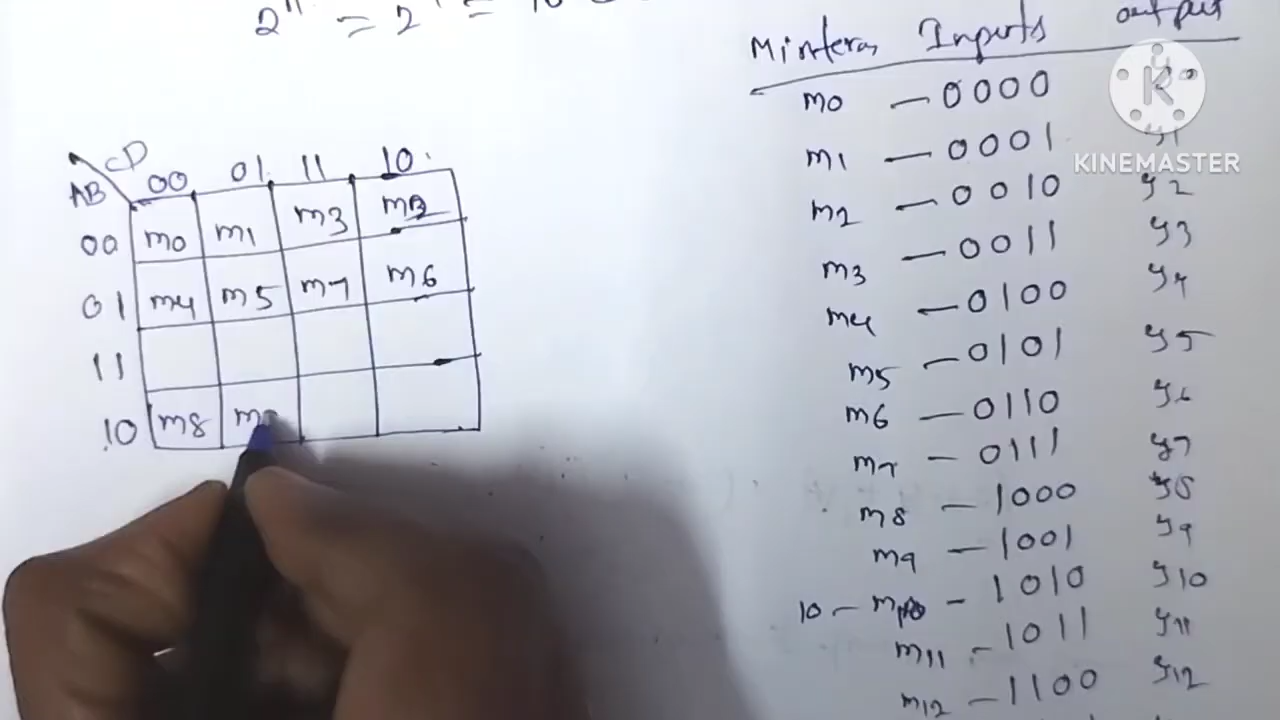 2ⁿ = 2
Minterm Inputs output
m0 — 0000
m1 — 0001 y1
m2 — 0010 y2
m3 — 0011 y3
m4 — 0100 y4
m5 — 0101 y5
m6 — 0110 y6
m7 — 0111 y7
m8 — 1000 y8
m9 — 1001 y9
10 — m10 — 1010 y10
m11 — 1011 y11
m12 — 1100 y12
KINEMASTER
CD
AB 00 01 11 10
00 m0 m1 m3 m2
01 m4 m5 m7 m6
11
10 m8